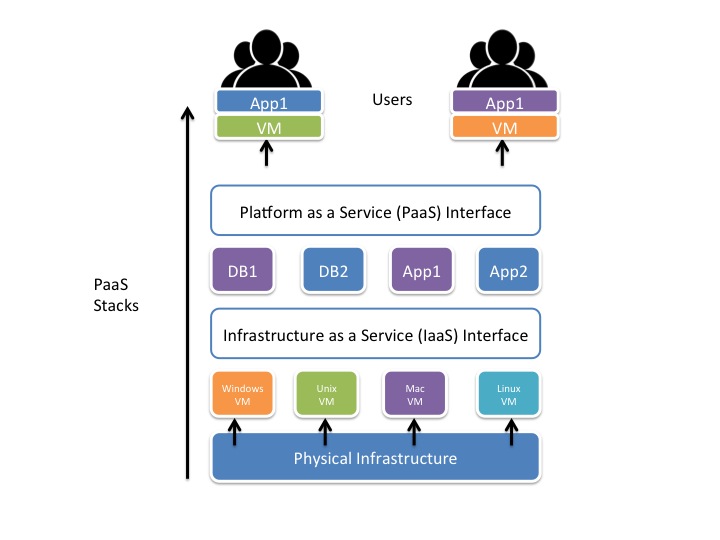 App1
Users
App1
VM
VM
Platform as a Service (PaaS) Interface
DB1
DB2
App1
App2
PaaS
Stacks
Infrastructure as a Service (IaaS) Interface
Windows
VM
Unix
VM
Mac
VM
Linux
VM
Physical Infrastructure